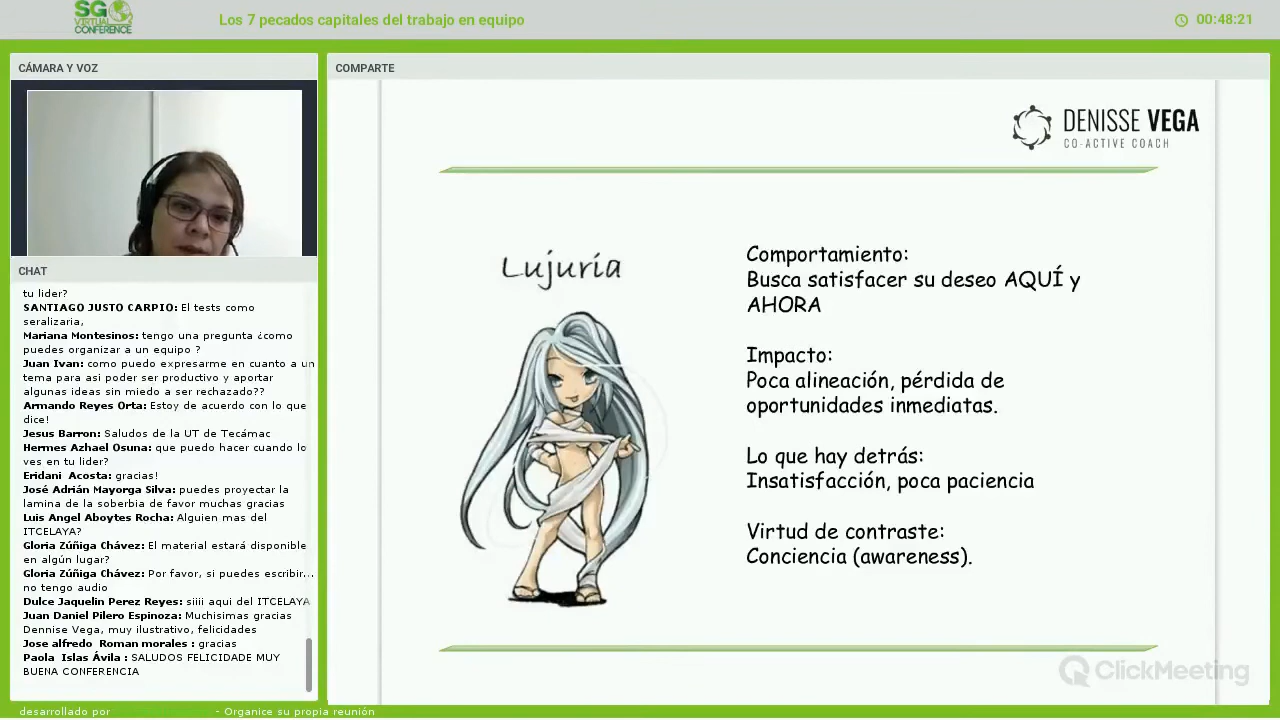 SG
VIRTUAL
CONFERENCE
Los 7 pecados capitales del trabajo en equipo
00:48:21
CÁMARA Y VOZ
COMPARTE
DENISSE VEGA
CO-ACTIVE COACH
Lujuria
Comportamiento:
Busca satisfacer su deseo AQUÍ y
AHORA
Impacto:
Poca alineación, pérdida de
oportunidades inmediatas.
Lo que hay detrás:
Insatisfacción, poca paciencia
Virtud de contraste:
Conciencia (awareness).
CHAT
tu lider?
SANTIAGO JUSTO CARPIO: El tests como
seralizaria,
Mariana Montesinos: tengo una pregunta ¿como
puedes organizar a un equipo ?
Juan Ivan: como puedo expresarme en cuanto a un
tema para asi poder ser productivo y aportar
algunas ideas sin miedo a ser rechazado??
Armando Reyes Orta: Estoy de acuerdo con lo que
dice!
Jesus Barron: Saludos de la UT de Tecámac
Hermes Azhael Osuna: que puedo hacer cuando lo
ves en tu lider?
Eridani Acosta: gracias!
José Adrián Mayorga Silva: puedes proyectar la
lamina de la soberbia de favor muchas gracias
Luis Angel Aboytes Rocha: Alguien mas del
ITCELAYA?
Gloria Zúñiga Chávez: El material estará disponible
en algún lugar?
Gloria Zúñiga Chávez: Por favor, si puedes escribir...
no tengo audio
Dulce Jaquelin Perez Reyes: siiii aqui del ITCELAYA
Juan Daniel Pilero Espinoza: Muchisimas gracias
Dennise Vega, muy ilustrativo, felicidades
Jose alfredo Roman morales : gracias
Paola Islas Ávila : SALUDOS FELICIDADE MUY
BUENA CONFERENCIA
ClickMeeting
desarrollado por - Organice su propia reunión